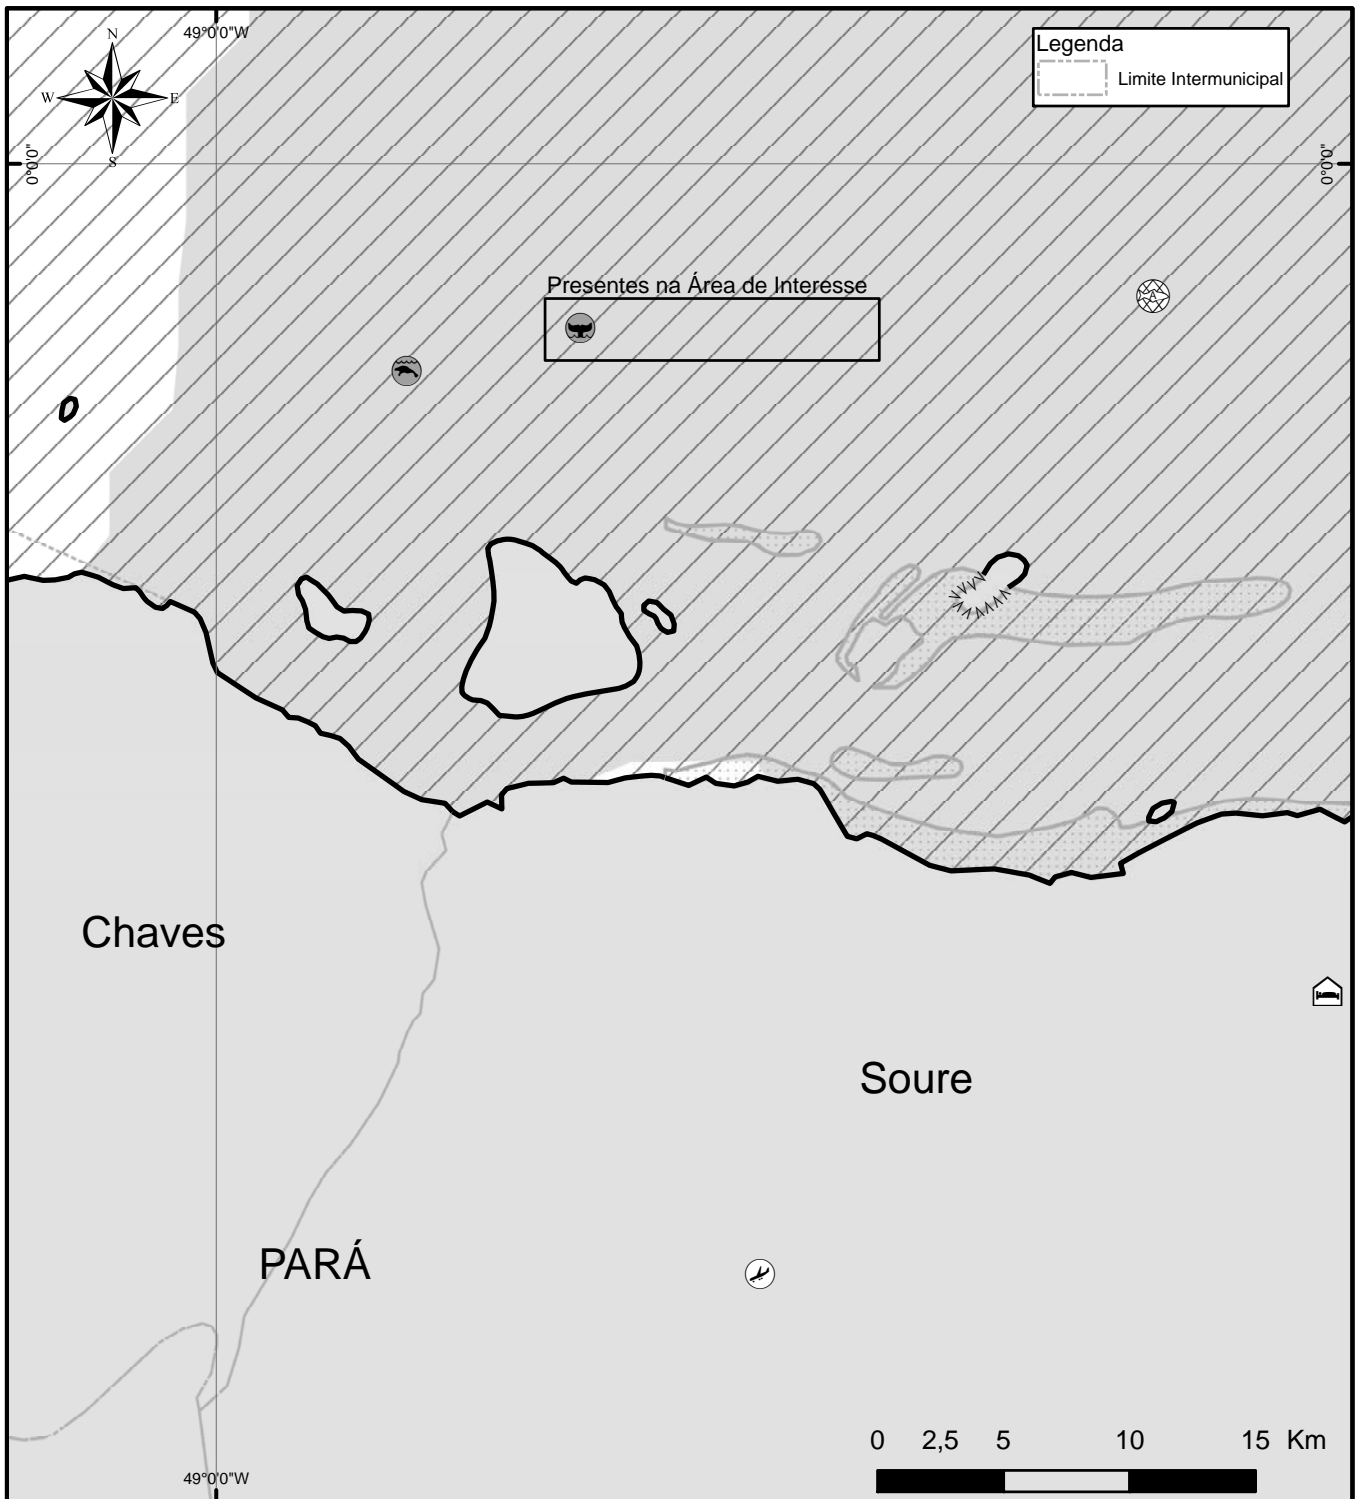 49°0'0"W
N
W
E
S
Legenda
Limite Intermunicipal
0°0'0"
0°0'0"
Presentes na Área de Interesse
A
Chaves
Soure
PARÁ
0 2,5 5 10 15 Km
49°0'0"W